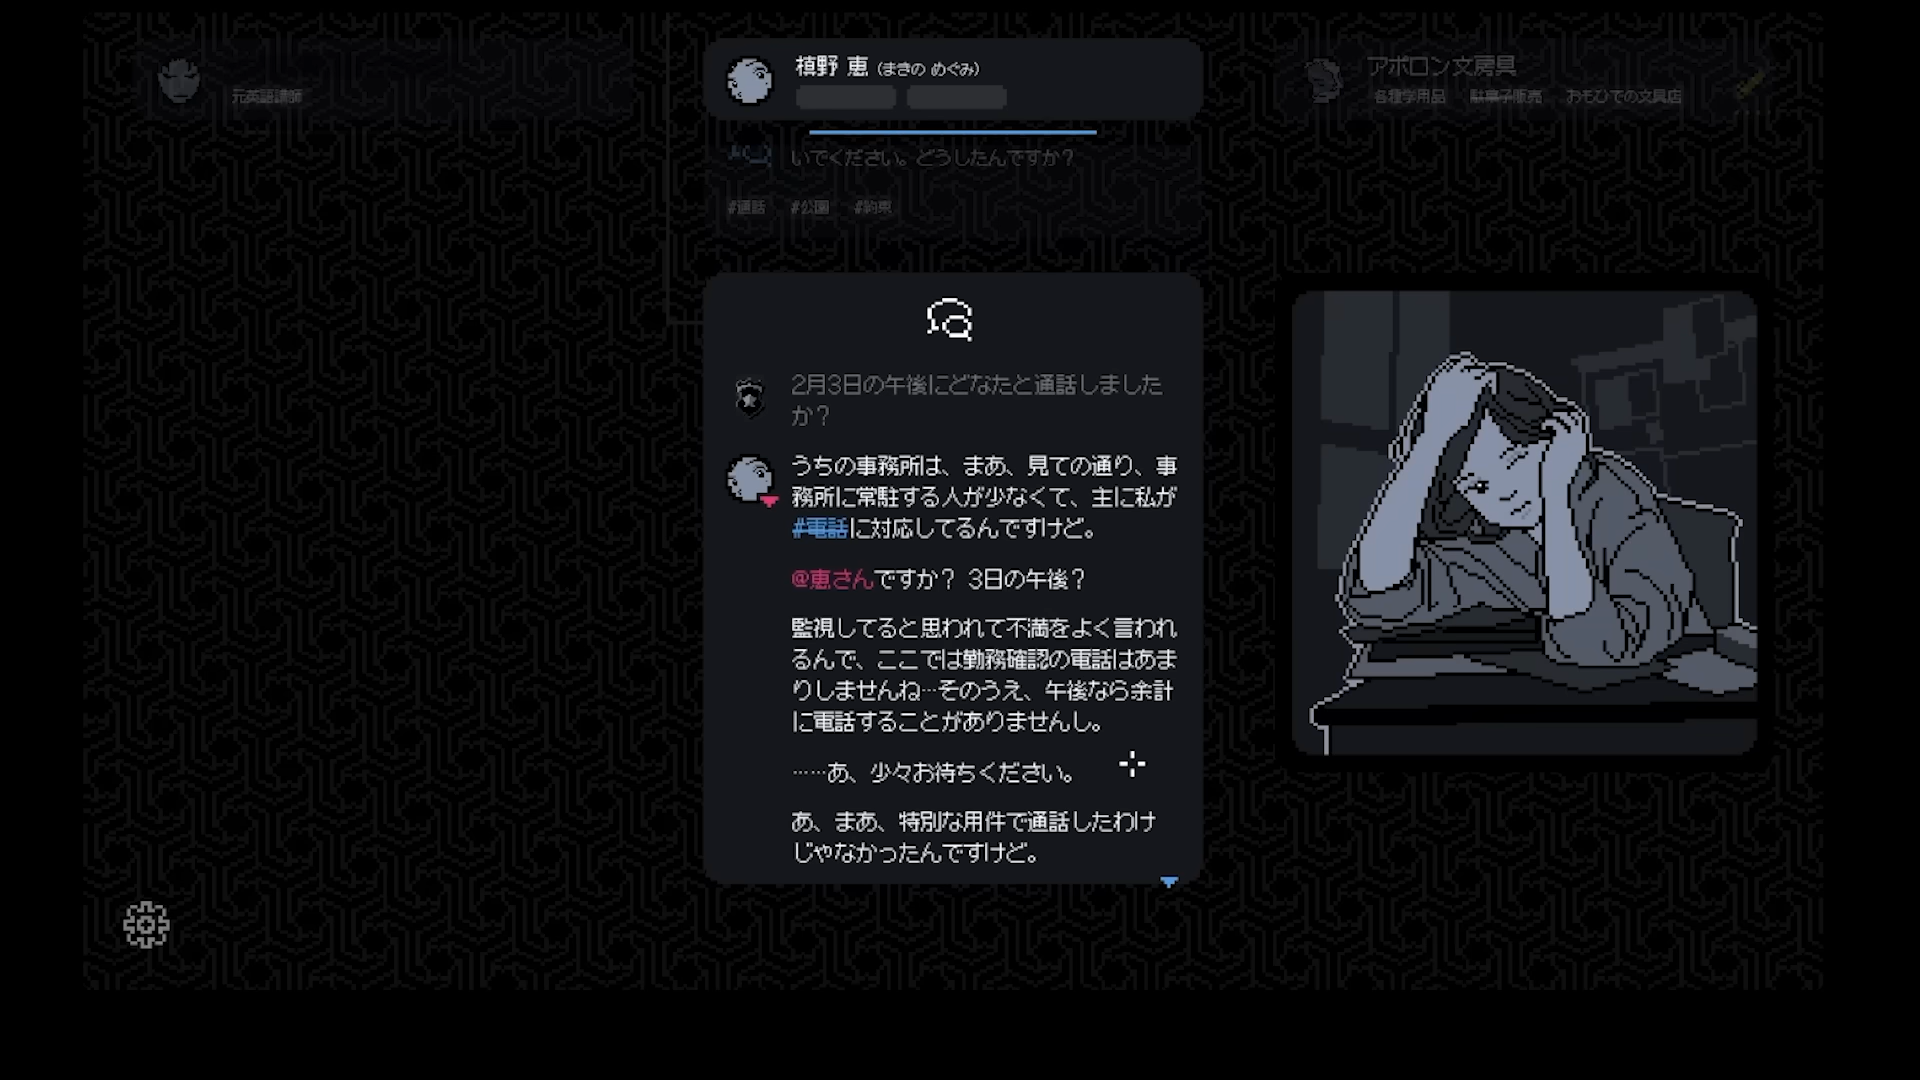 元英語講師
槙野 恵 (まきの めぐみ)
アポロン文房具
各種学用品 駄菓子販売 おもひでの文具店
いでください。どうしたんですか？
#通話 #公園 #約束
2月3日の午後にどなたと通話しました
か？
うちの事務所は、まあ、見ての通り、事
務所に常駐する人が少なくて、主に私が
#電話に対応してるんですけど。
@恵さんですか？ 3日の午後？
監視してると思われて不満をよく言われ
るんで、ここでは勤務確認の電話はあま
りしませんね…そのうえ、午後なら余計
に電話することがありませんし。
……あ、少々お待ちください。
あ、まあ、特別な用件で通話したわけ
じゃなかったんですけど。